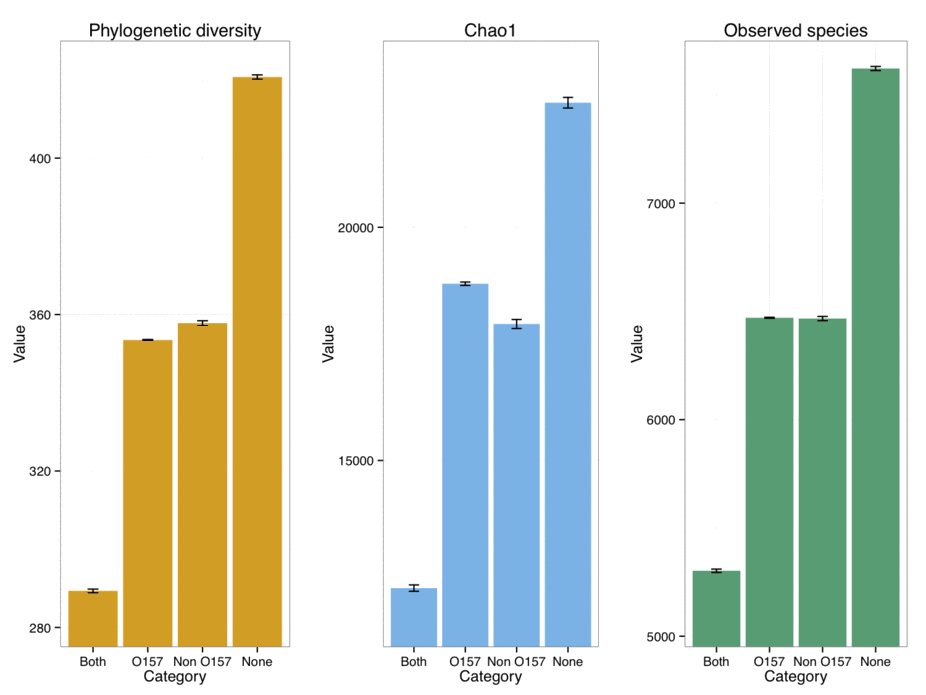 Phylogenetic diversity
Value
400
360
320
280
Both O157 Non O157 None
Category
Chao1
Value
20000
15000
Both O157 Non O157 None
Category
Observed species
Value
7000
6000
5000
Both O157 Non O157 None
Category